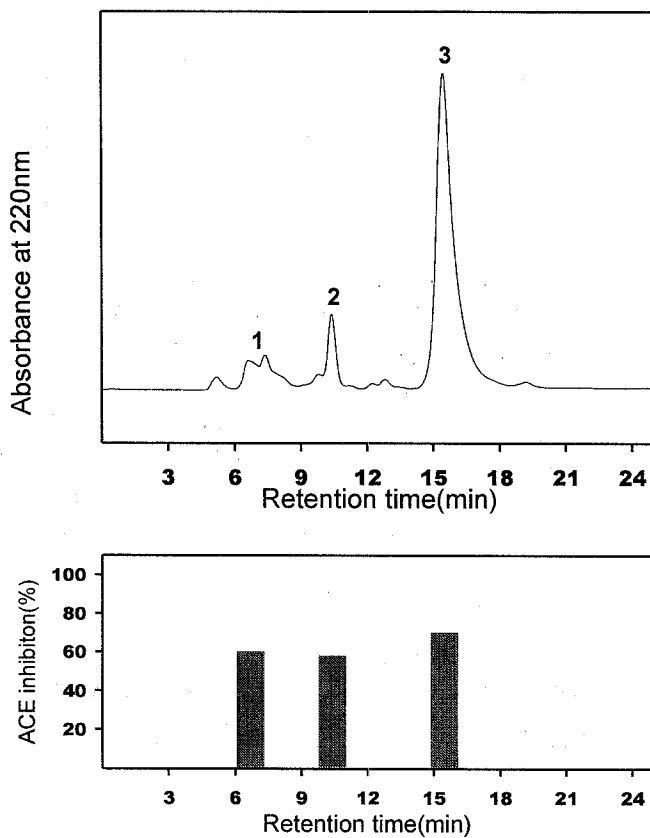 3
2
1
Absorbance at 220nm
3 6 9 12 15 18 21 24
Retention time(min)
100
80
60
40
20
ACE inhibiton(%)
3 6 9 12 15 18 21 24
Retention time(min)